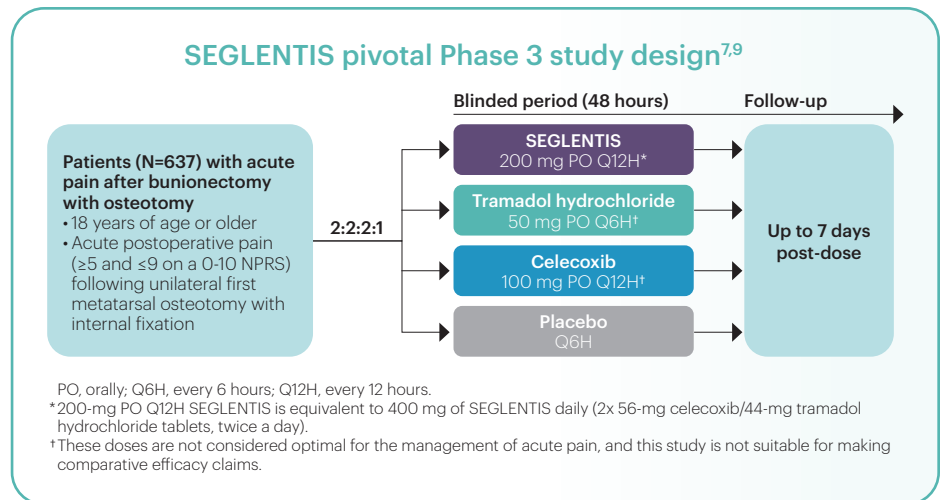 SEGLENTIS pivotal Phase 3 study design7,9
Blinded period (48 hours)
Follow-up
Patients (N=637) with acute
pain after bunionectomy
with osteotomy
• 18 years of age or older
• Acute postoperative pain
(≥5 and ≤9 on a 0-10 NPRS)
following unilateral first
metatarsal osteotomy with
internal fixation
2:2:2:1
SEGLENTIS
200 mg PO Q12H*
Tramadol hydrochloride
50 mg PO Q6H†
Celecoxib
100 mg PO Q12H†
Placebo
Q6H
Up to 7 days
post-dose
PO, orally; Q6H, every 6 hours; Q12H, every 12 hours.
*200-mg PO Q12H SEGLENTIS is equivalent to 400 mg of SEGLENTIS daily (2x 56-mg celecoxib/44-mg tramadol
hydrochloride tablets, twice a day).
†These doses are not considered optimal for the management of acute pain, and this study is not suitable for making
comparative efficacy claims.